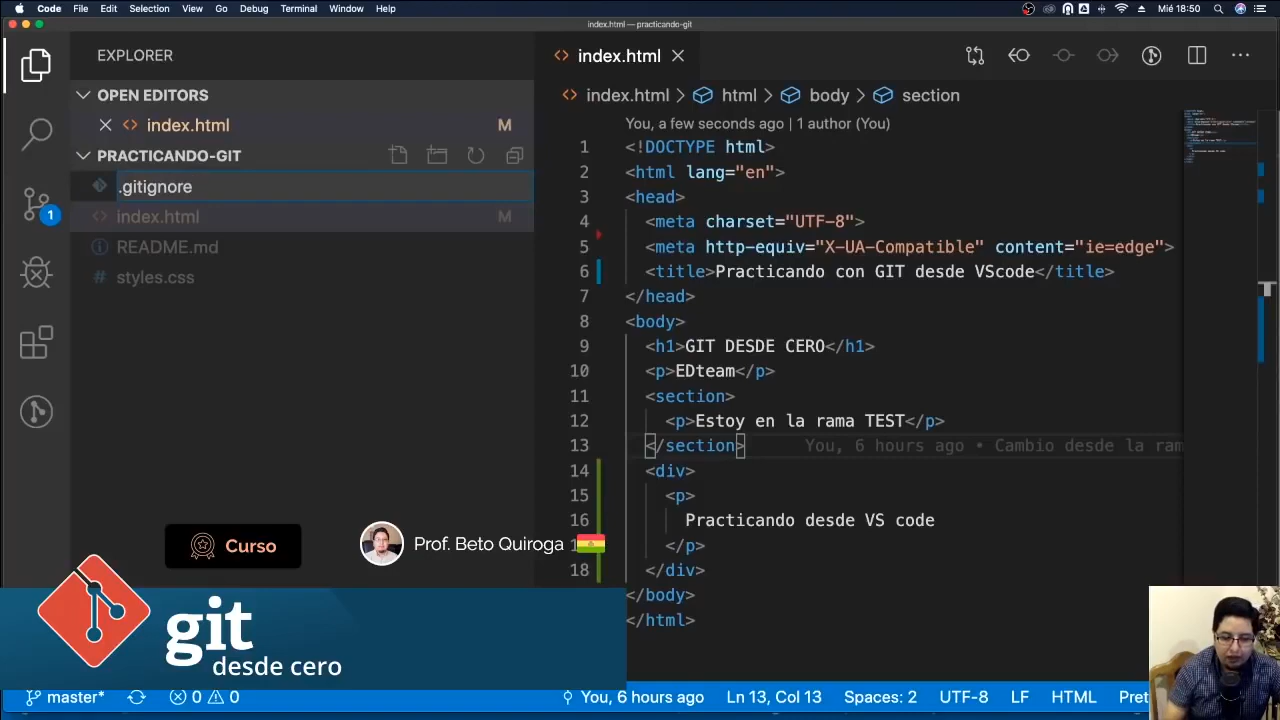 Code File Edit Selection View Go Debug Terminal Window Help Mié 18:50
index.html — practicando-git
EXPLORER
OPEN EDITORS
index.html M
PRACTICANDO-GIT
.gitignore
index.html M
README.md
styles.css
1
index.html
index.html > html > body > section
You, a few seconds ago | 1 author (You)
1 <!DOCTYPE html>
2 <html lang="en">
3 <head>
4 <meta charset="UTF-8">
5 <meta http-equiv="X-UA-Compatible" content="ie=edge">
6 <title>Practicando con GIT desde VScode</title>
7 </head>
8 <body>
9 <h1>GIT DESDE CERO</h1>
10 <p>EDteam</p>
11 <section>
12 <p>Estoy en la rama TEST</p>
13 </section> You, 6 hours ago • Cambio desde la ram
14 <div>
15 <p>
16 Practicando desde VS code
</p>
18 </div>
</body>
</html>
Curso
Prof. Beto Quiroga
git
desde cero
master* 0 0 You, 6 hours ago Ln 13, Col 13 Spaces: 2 UTF-8 LF HTML Pret